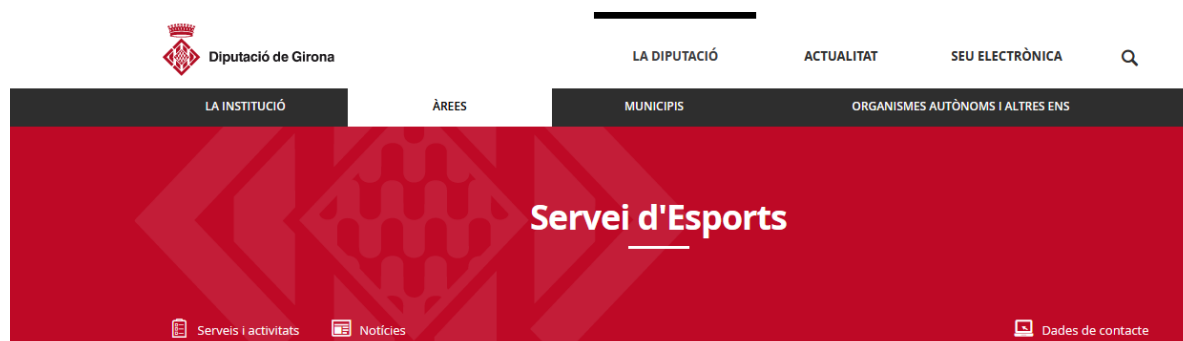 Diputació de Girona
LA DIPUTACIÓ ACTUALITAT SEU ELECTRÒNICA
LA INSTITUCIÓ ÀREES MUNICIPIS ORGANISMES AUTÒNOMS I ALTRES ENS
Servei d'Esports
Serveis i activitats Notícies Dades de contacte